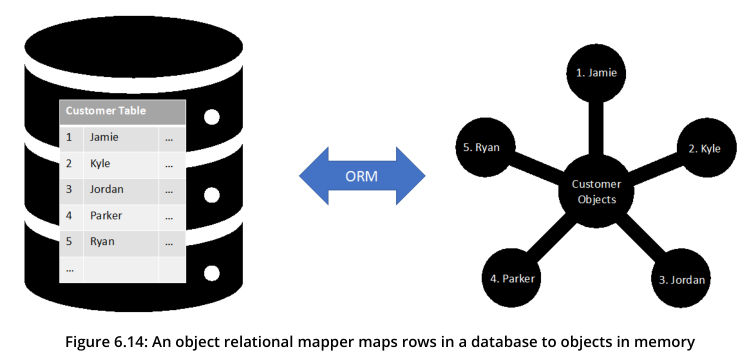 Customer Table
1 Jamie ...
2 Kyle ...
3 Jordan ...
4 Parker ...
5 Ryan ...
...
ORM
1. Jamie
5. Ryan
2. Kyle
Customer
Objects
4. Parker
3. Jordan
Figure 6.14: An object relational mapper maps rows in a database to objects in memory